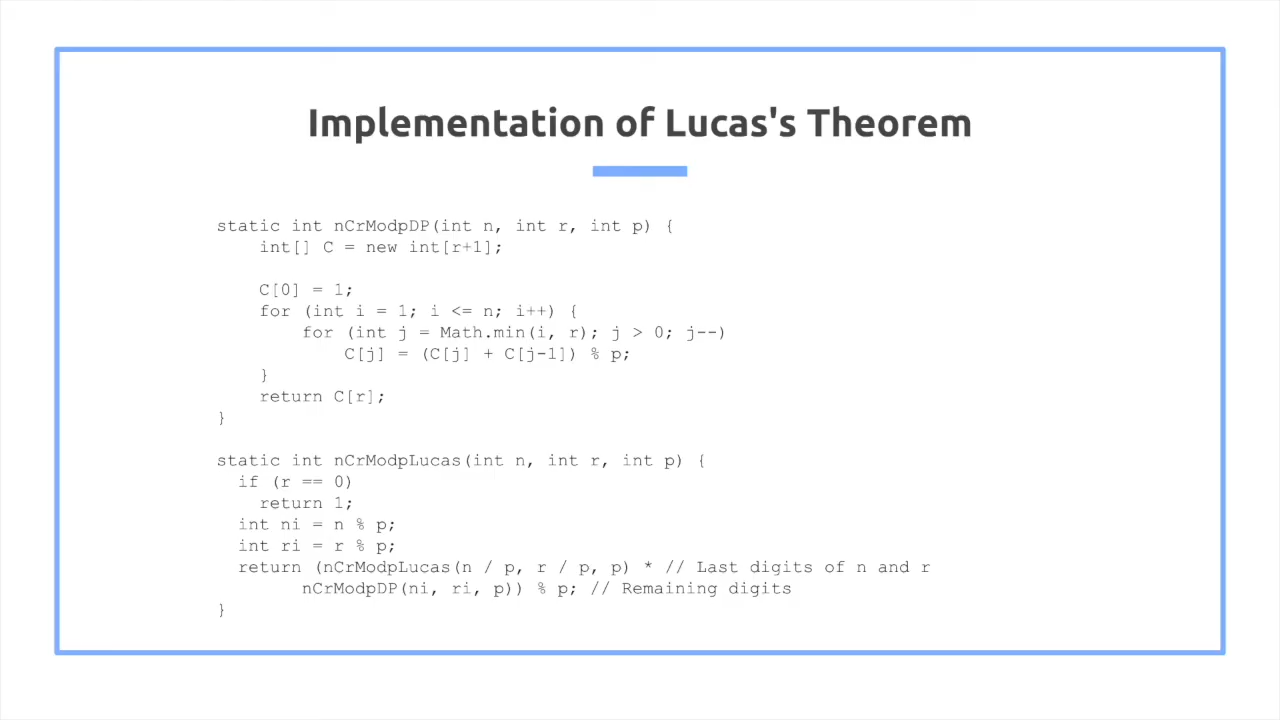 Implementation of Lucas's Theorem
static int nCrModpDP(int n, int r, int p) {
    int[] C = new int[r+1];
    C[0] = 1;
    for (int i = 1; i <= n; i++) {
        for (int j = Math.min(i, r); j > 0; j--)
            C[j] = (C[j] + C[j-1]) % p;
    }
    return C[r];
}
static int nCrModpLucas(int n, int r, int p) {
  if (r == 0)
    return 1;
  int ni = n % p;
  int ri = r % p;
  return (nCrModpLucas(n / p, r / p, p) * // Last digits of n and r
        nCrModpDP(ni, ri, p)) % p; // Remaining digits
}